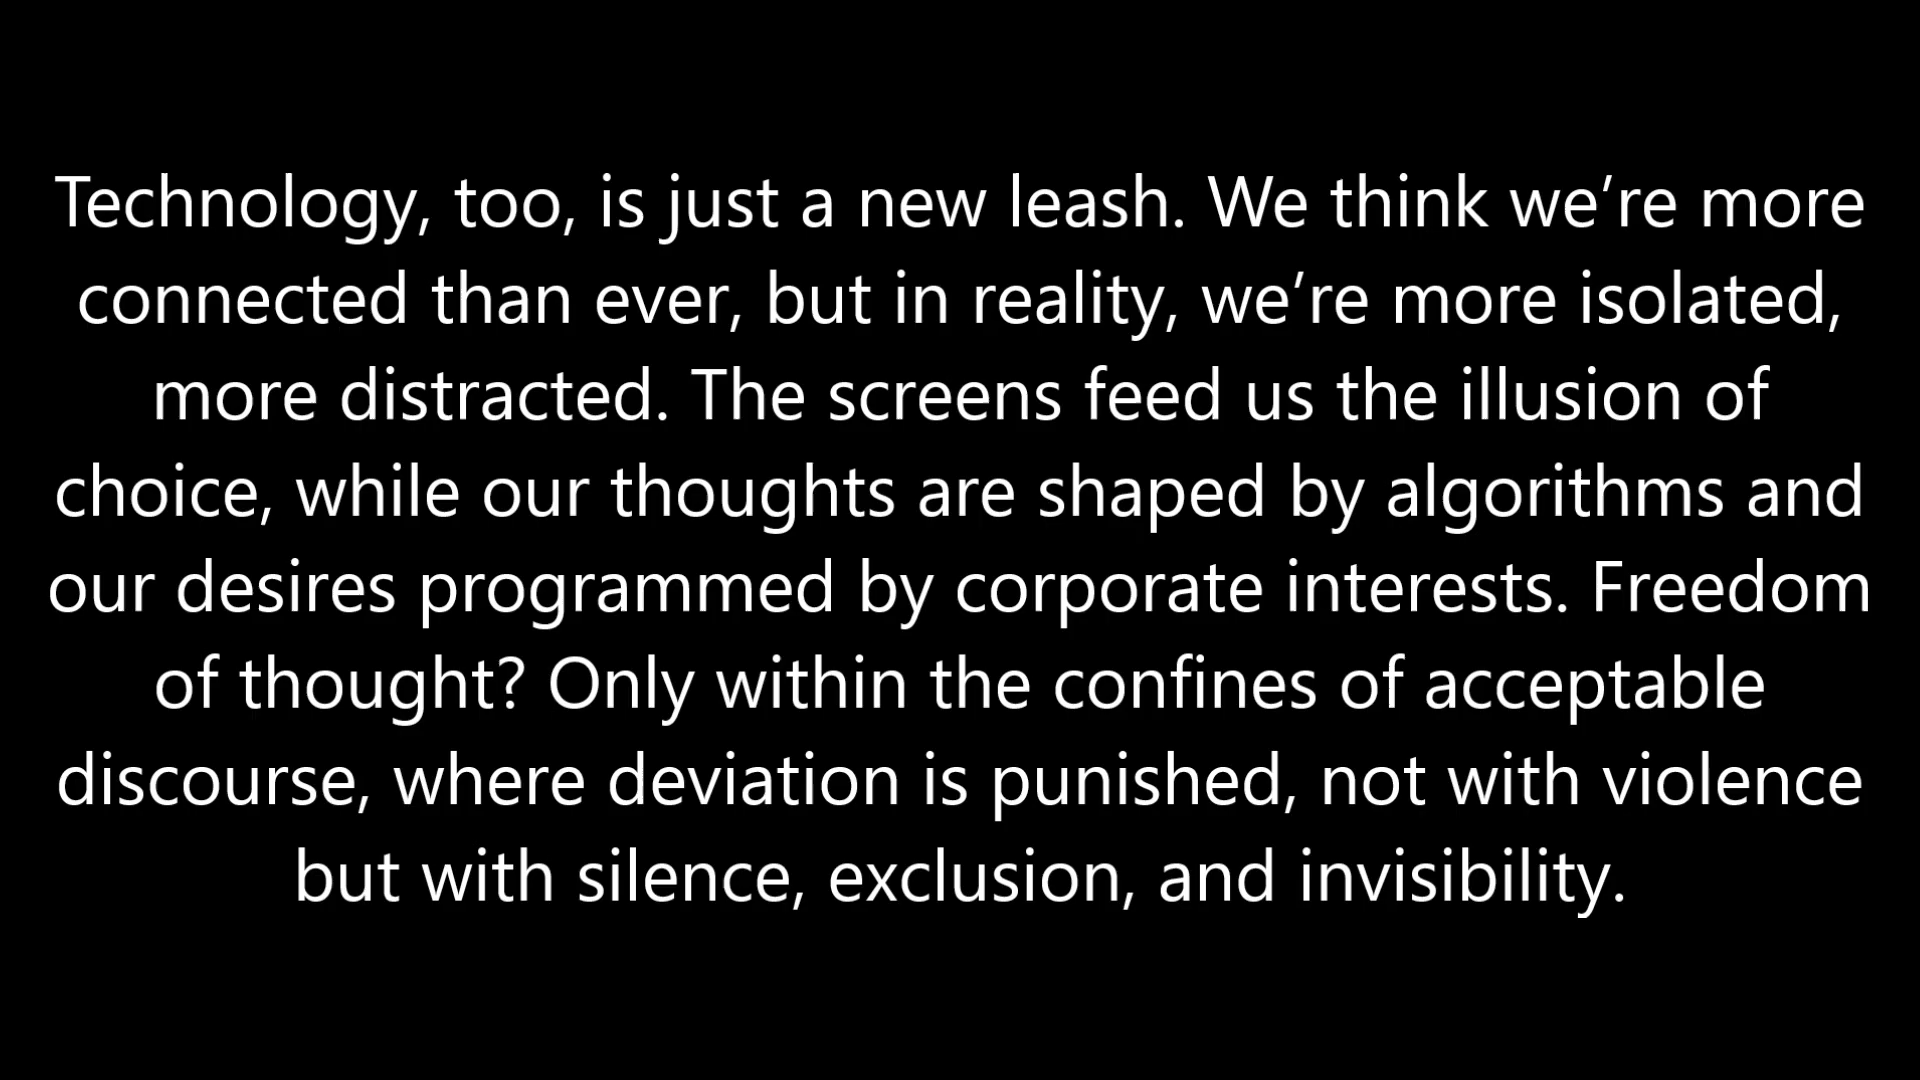 Technology, too, is just a new leash. We think we’re more
connected than ever, but in reality, we’re more isolated,
more distracted. The screens feed us the illusion of
choice, while our thoughts are shaped by algorithms and
our desires programmed by corporate interests. Freedom
of thought? Only within the confines of acceptable
discourse, where deviation is punished, not with violence
but with silence, exclusion, and invisibility.